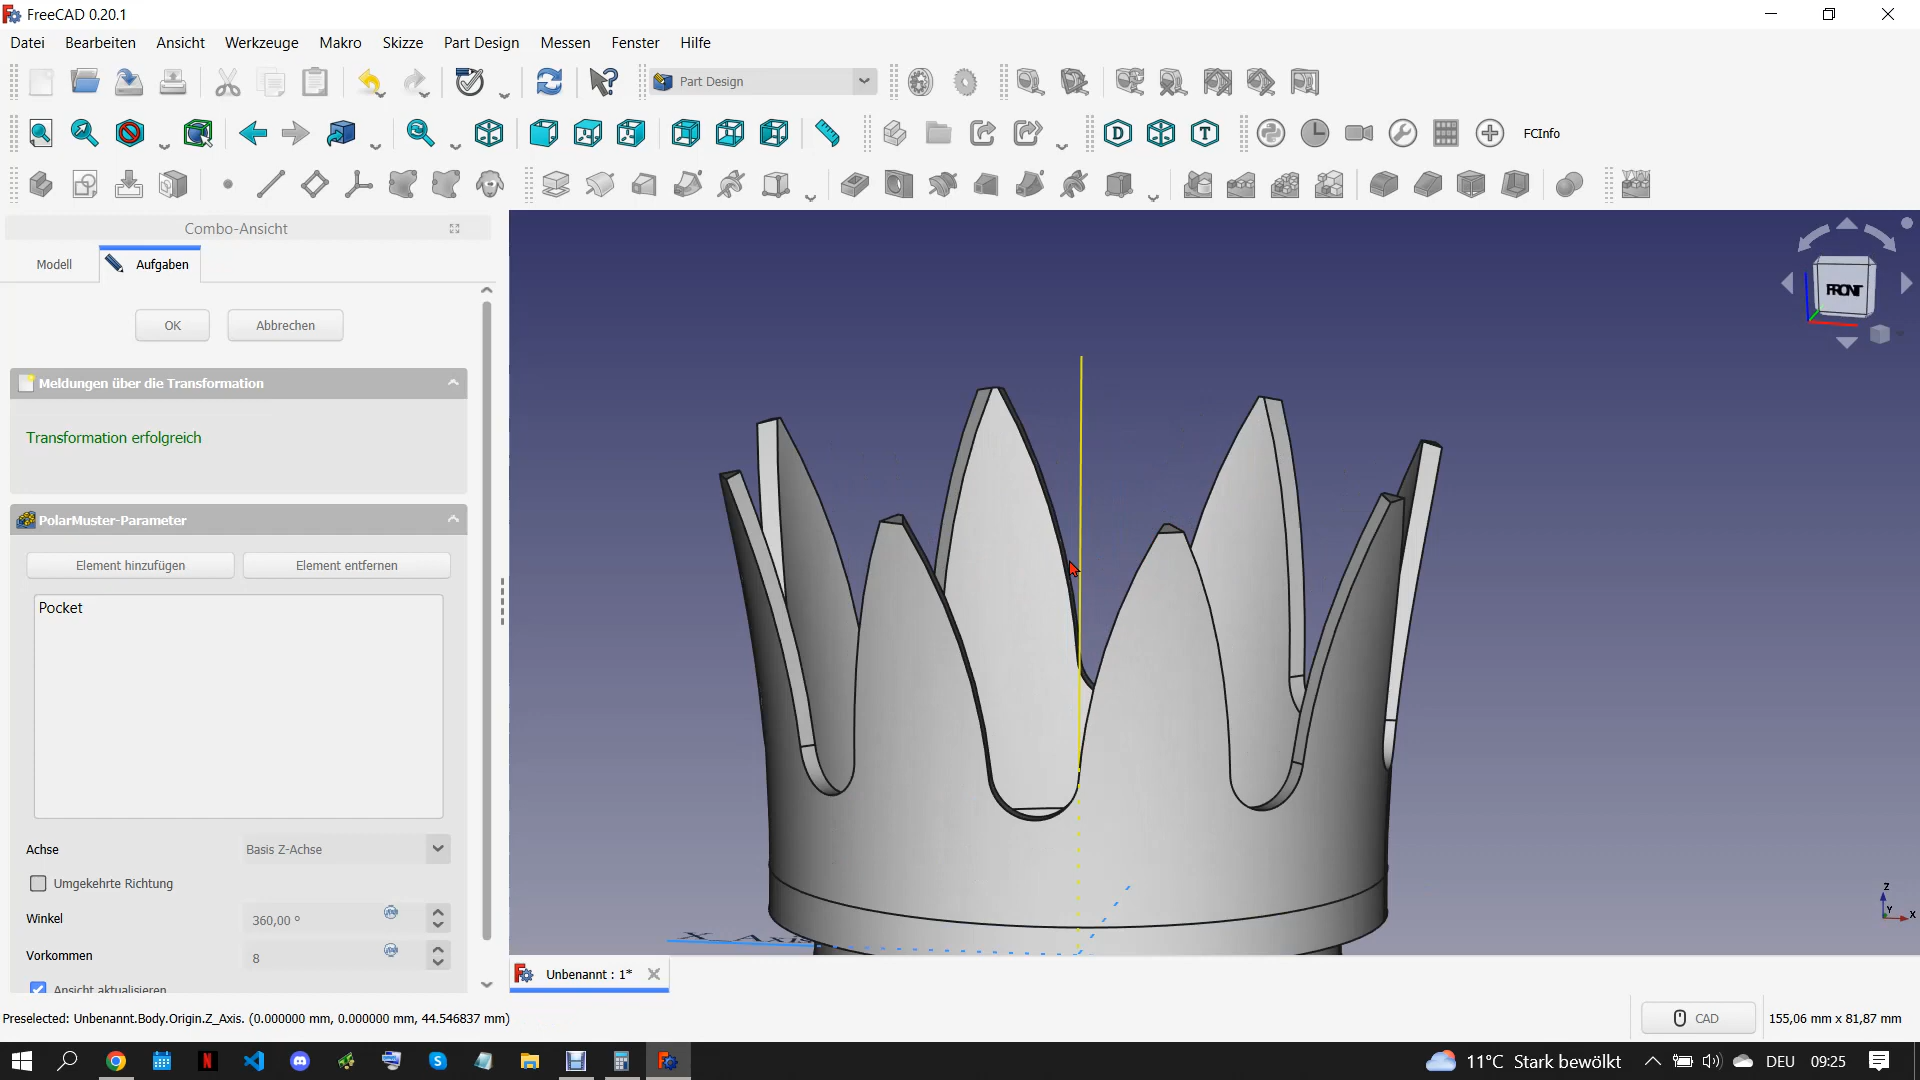 FreeCAD 0.20.1
Datei Bearbeiten Ansicht Werkzeuge Makro Skizze Part Design Messen Fenster Hilfe
Part Design
D T FCInfo
Combo-Ansicht
Modell Aufgaben
OK Abbrechen
Meldungen über die Transformation
Transformation erfolgreich
PolarMuster-Parameter
Element hinzufügen Element entfernen
Pocket
Achse Basis Z-Achse
Umgekehrte Richtung
Winkel 360,00 °
Vorkommen 8
Ansicht aktualisieren
FRONT
X_Axis
Z
Y
X
Unbenannt : 1*
Preselected: Unbenannt.Body.Origin.Z_Axis. (0.000000 mm, 0.000000 mm, 44.546837 mm)
CAD 155,06 mm x 81,87 mm
11°C Stark bewölkt DEU 09:25